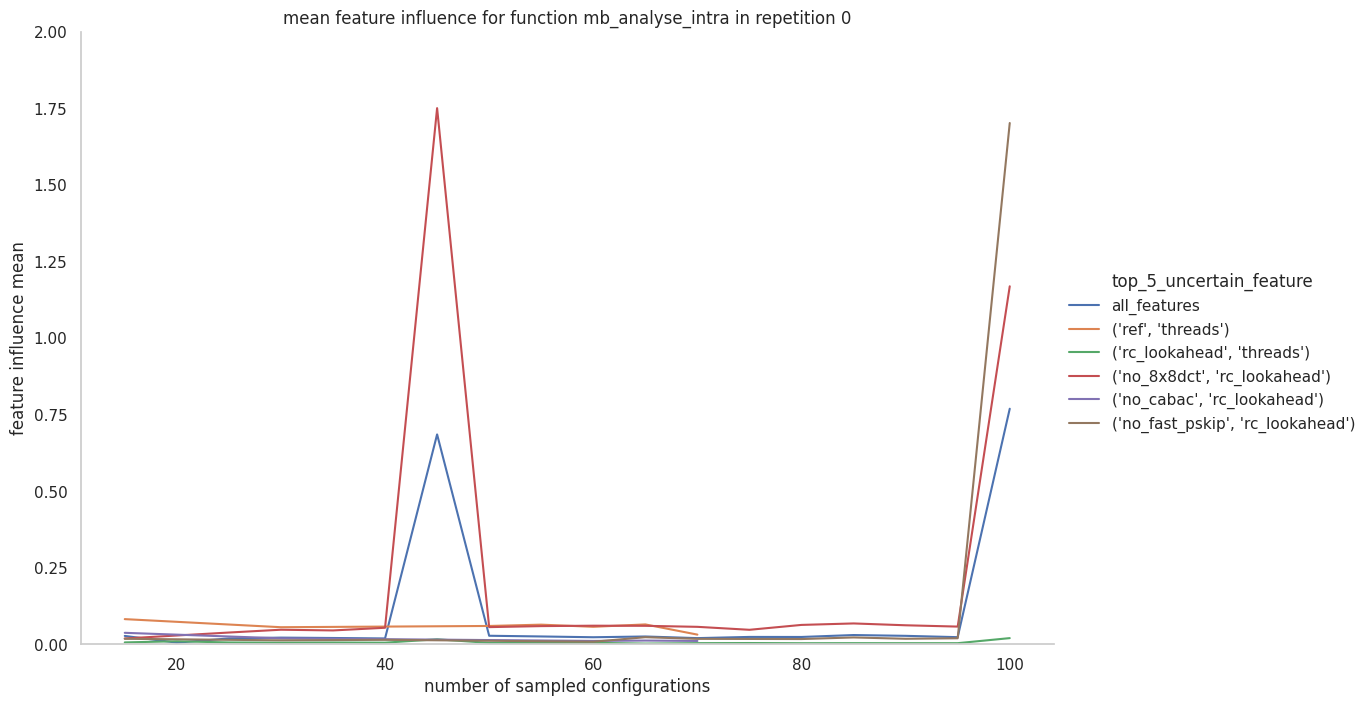 mean feature influence for function mb_analyse_intra in repetition 0
2.00
1.75
1.50
1.25
1.00
0.75
0.50
0.25
0.00
feature influence mean
20
40
60
80
100
number of sampled configurations
top_5_uncertain_feature
all_features
('ref', 'threads')
('rc_lookahead', 'threads')
('no_8x8dct', 'rc_lookahead')
('no_cabac', 'rc_lookahead')
('no_fast_pskip', 'rc_lookahead')